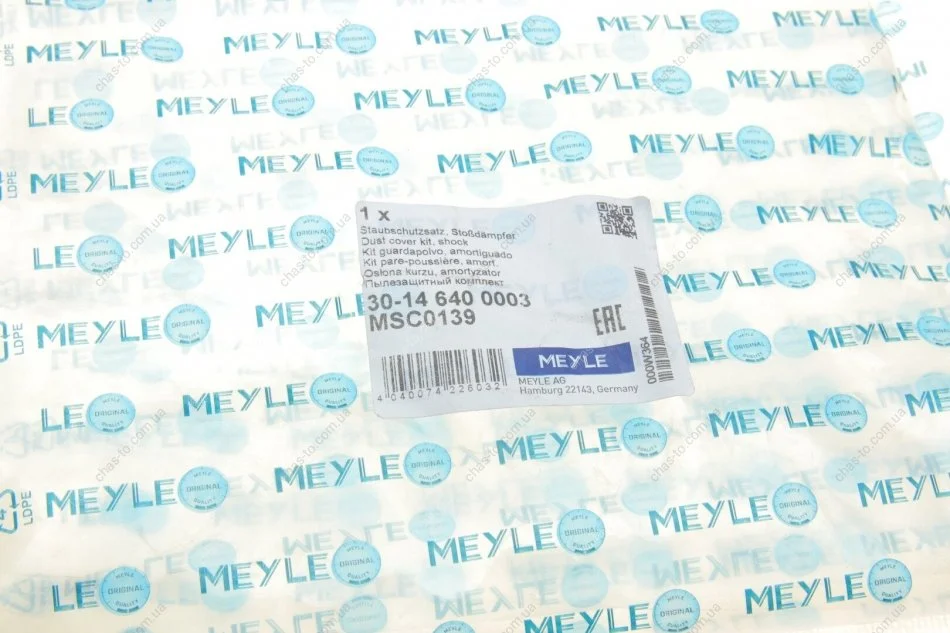 1 x
Staubschutzsatz, Stoßdämpfer
Dust cover kit, shock
Kit guardapolvo, amortiguado
Kit pare-poussière, amort.
Osłona kurzu, amortyzator
Пылезащитный комплект
30-14 640 0003
MSC0139
EAC
4 040074 226032
MEYLE
MEYLE AG
Hamburg 22143, Germany
000W364
MEYLE
ORIGINAL
QUALITY
LDPE
chas-to.com.ua